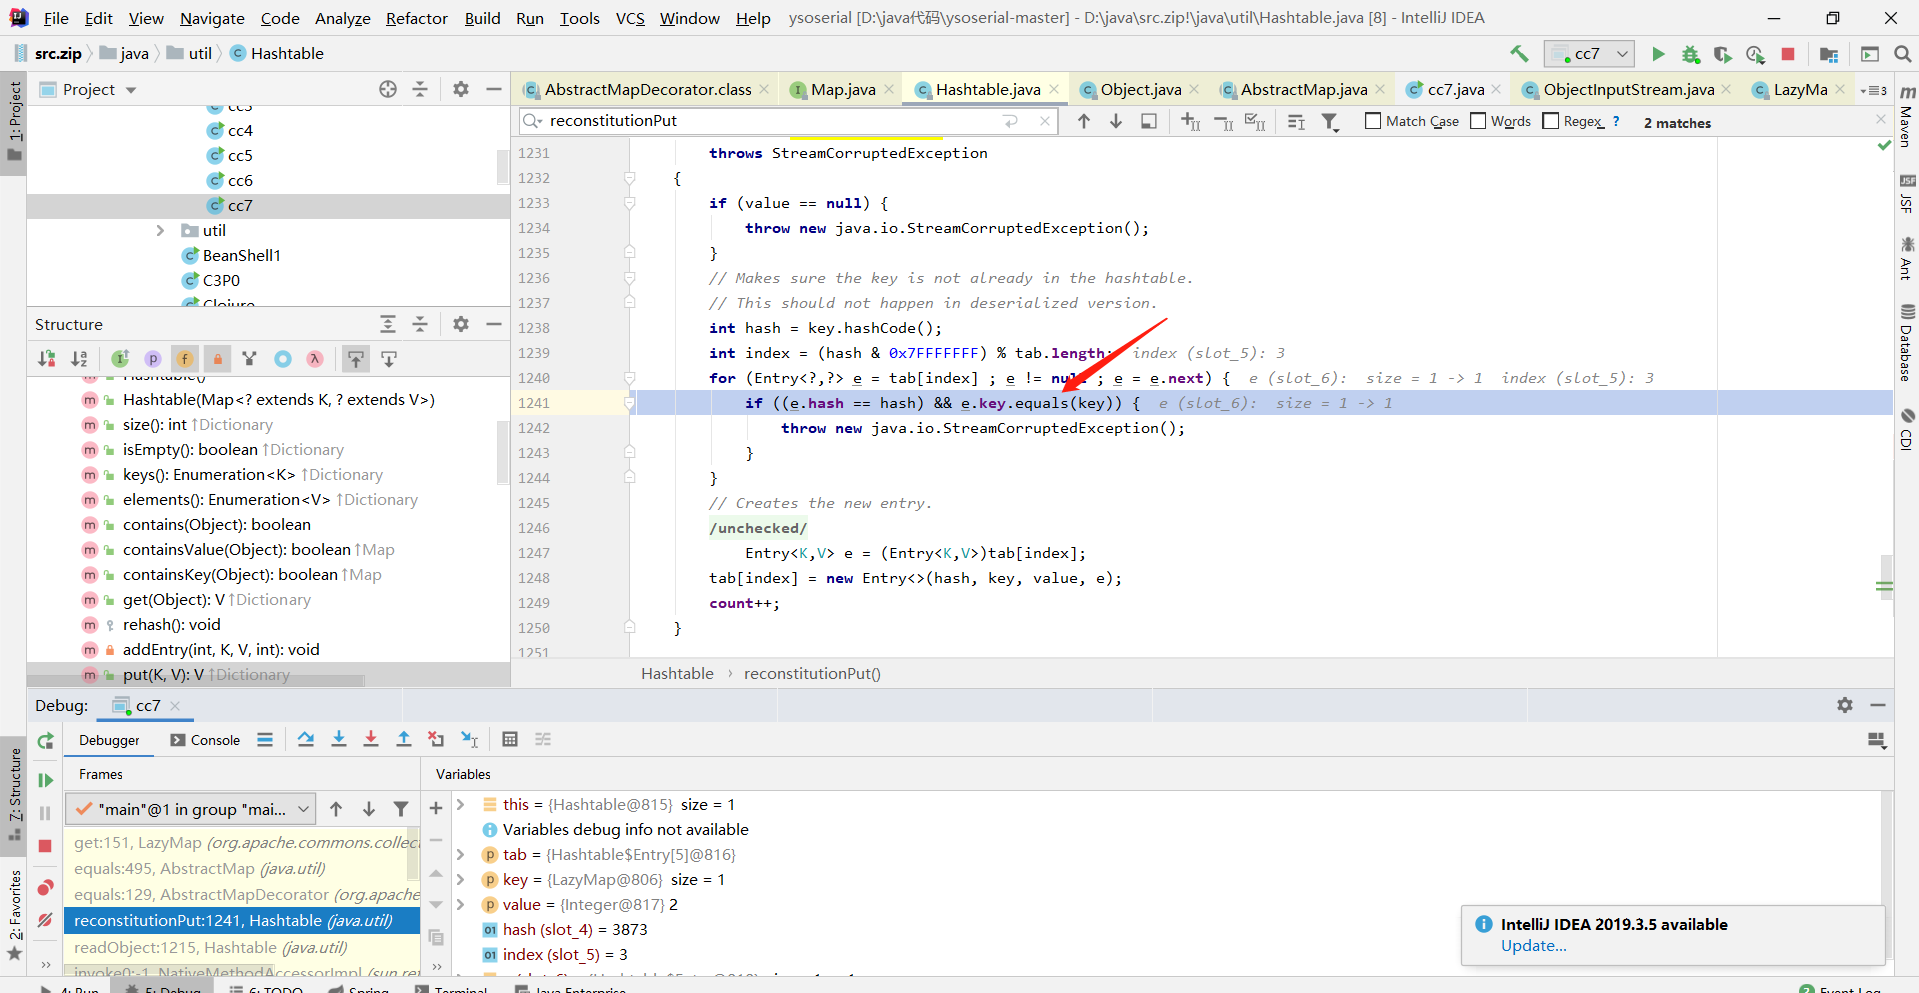 File Edit View Navigate Code Analyze Refactor Build Run Tools VCS Window Help ysoserial [D:\java代码\ysoserial-master] - D:\java\src.zip!\java\util\Hashtable.java [8] - IntelliJ IDEA
src.zip java util Hashtable cc7
1: Project
Project
AbstractMapDecorator.class Map.java Hashtable.java Object.java AbstractMap.java cc7.java ObjectInputStream.java LazyMa 3
reconstitutionPut Match Case Words Regex ? 2 matches
cc3
cc4
cc5
cc6
cc7
util
BeanShell1
C3P0
Clojure
Structure
Hashtable()
Hashtable(Map<? extends K, ? extends V>)
size(): int ↑Dictionary
isEmpty(): boolean ↑Dictionary
keys(): Enumeration<K> ↑Dictionary
elements(): Enumeration<V> ↑Dictionary
contains(Object): boolean
containsValue(Object): boolean ↑Map
containsKey(Object): boolean ↑Map
get(Object): V ↑Dictionary
rehash(): void
addEntry(int, K, V, int): void
put(K, V): V ↑Dictionary
1231 throws StreamCorruptedException
1232 {
1233 if (value == null) {
1234 throw new java.io.StreamCorruptedException();
1235 }
1236 // Makes sure the key is not already in the hashtable.
1237 // This should not happen in deserialized version.
1238 int hash = key.hashCode();
1239 int index = (hash & 0x7FFFFFFF) % tab.length; index (slot_5): 3
1240 for (Entry<?,?> e = tab[index] ; e != null ; e = e.next) { e (slot_6): size = 1 -> 1 index (slot_5): 3
1241 if ((e.hash == hash) && e.key.equals(key)) { e (slot_6): size = 1 -> 1
1242 throw new java.io.StreamCorruptedException();
1243 }
1244 }
1245 // Creates the new entry.
1246 /unchecked/
1247 Entry<K,V> e = (Entry<K,V>)tab[index];
1248 tab[index] = new Entry<>(hash, key, value, e);
1249 count++;
1250 }
1251
Hashtable › reconstitutionPut()
Maven
JSF
Ant
Database
CDI
Debug: cc7
Debugger Console
Frames
Variables
"main"@1 in group "mai...
get:151, LazyMap (org.apache.commons.collect
equals:495, AbstractMap (java.util)
equals:129, AbstractMapDecorator (org.apache
reconstitutionPut:1241, Hashtable (java.util)
readObject:1215, Hashtable (java.util)
invoke0:-1, NativeMethodAccessorImpl (sun.ref
this = {Hashtable@815} size = 1
Variables debug info not available
tab = {Hashtable$Entry[5]@816}
key = {LazyMap@806} size = 1
value = {Integer@817} 2
hash (slot_4) = 3873
index (slot_5) = 3
7: Structure
2: Favorites
IntelliJ IDEA 2019.3.5 available
Update...
4: Run 5: Debug 6: TODO Spring Terminal Java Enterprise 2 Event Log